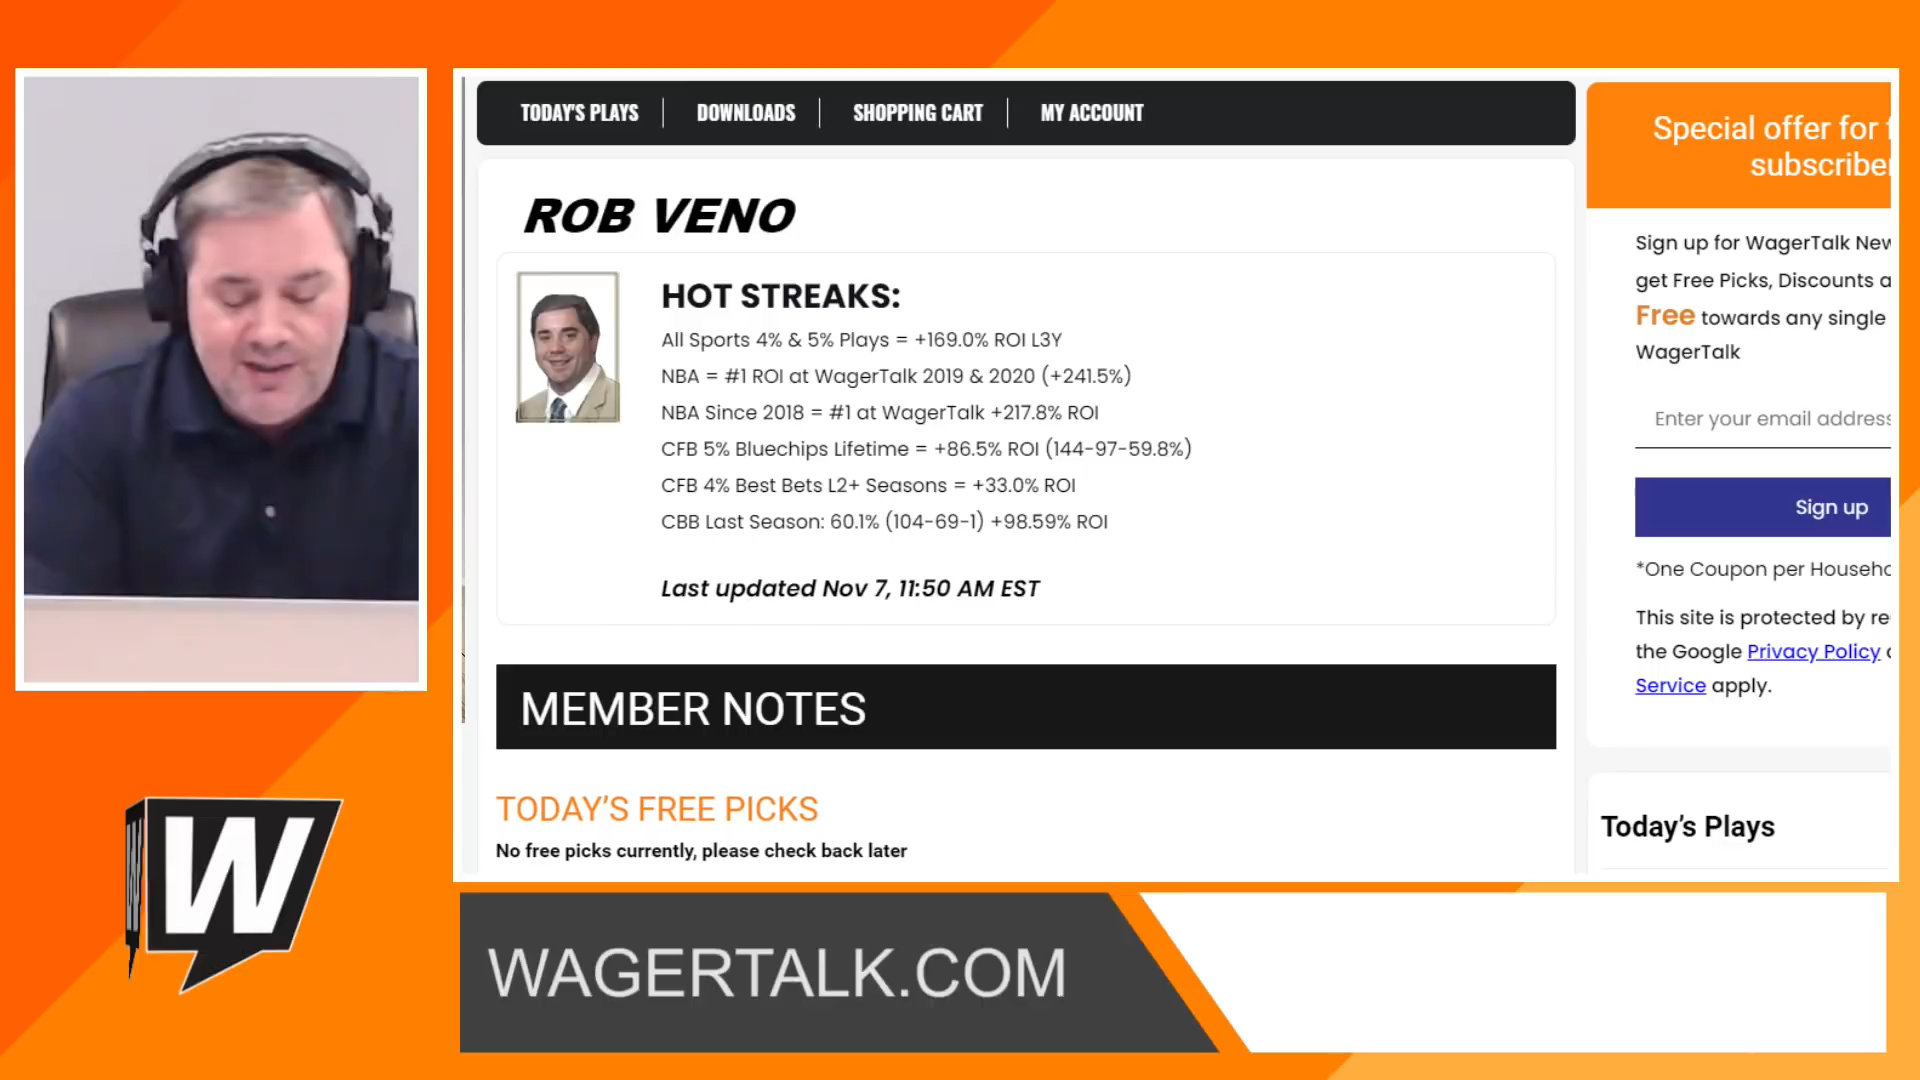 TODAY'S PLAYS
DOWNLOADS
SHOPPING CART
MY ACCOUNT
ROB VENO
HOT STREAKS:
All Sports 4% & 5% Plays = +169.0% ROI L3Y
NBA = #1 ROI at WagerTalk 2019 & 2020 (+241.5%)
NBA Since 2018 = #1 at WagerTalk +217.8% ROI
CFB 5% Bluechips Lifetime = +86.5% ROI (144-97-59.8%)
CFB 4% Best Bets L2+ Seasons = +33.0% ROI
CBB Last Season: 60.1% (104-69-1) +98.59% ROI
Last updated Nov 7, 11:50 AM EST
MEMBER NOTES
TODAY'S FREE PICKS
No free picks currently, please check back later
Special offer for
Sign up for WagerTalk
get Free Picks, Discounts
Free towards any single
WagerTalk
Enter your email address
Sign up
*One Coupon per
This site is protected by
the Google Privacy Policy
Service apply.
Today's Plays
W
W
WAGERTALK.COM